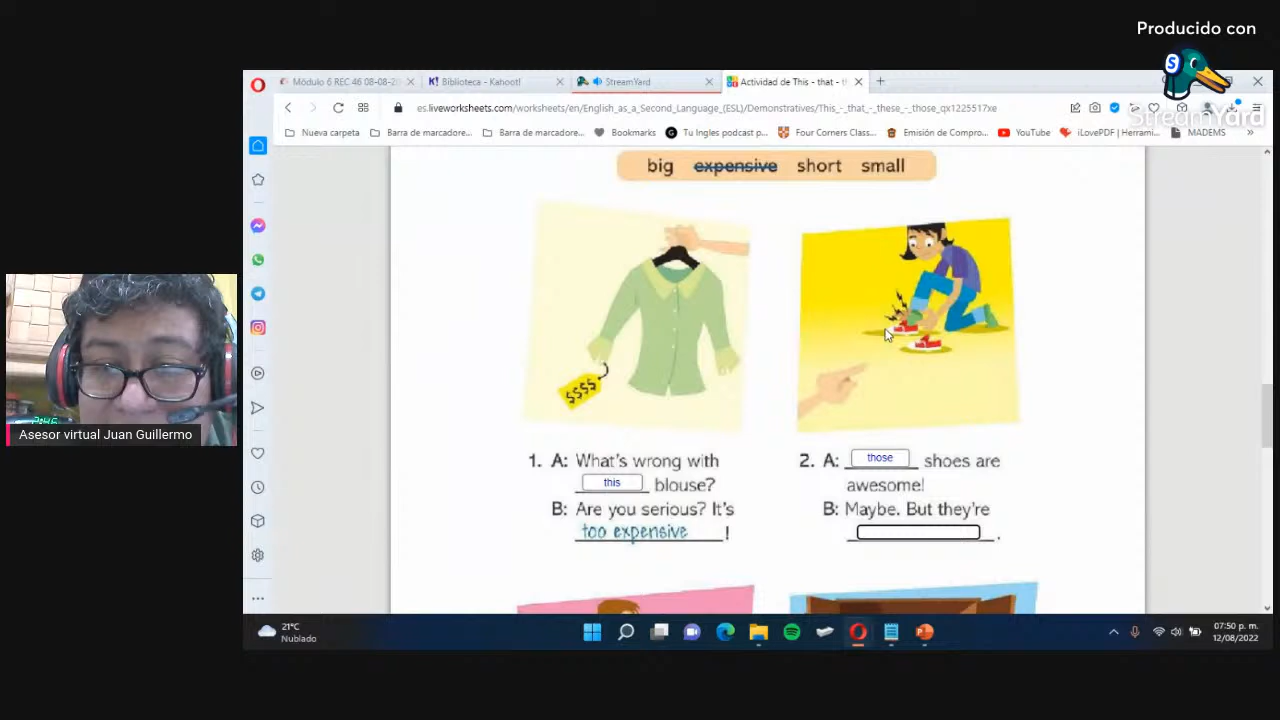 Producido con
StreamYard
Módulo 6 REC 46 08-08-20
Biblioteca - Kahoot!
StreamYard
Actividad de This - that - th
es.liveworksheets.com/worksheets/en/English_as_a_Second_Language_(ESL)/Demonstratives/This_-_that_-_these_-_those_qx1225517xe
Nueva carpeta
Barra de marcadore...
Barra de marcadore...
Bookmarks
Tu Ingles podcast p...
Four Corners Class...
Emisión de Compro...
YouTube
iLovePDF | Herrami...
MADEMS
big expensive short small
$$$$
1. A: What's wrong with
this blouse?
B: Are you serious? It's
too expensive !
2. A: those shoes are
awesome!
B: Maybe. But they're
.
Asesor virtual Juan Guillermo
21°C
Nublado
07:50 p. m.
12/08/2022